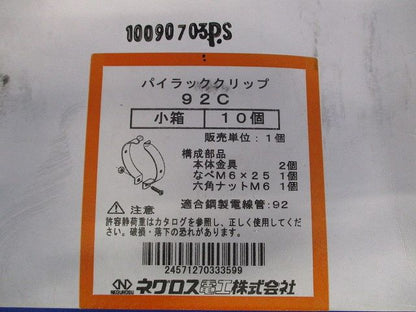 10090703P.S
パイラッククリップ
92C
小箱 10個
販売単位：1個
構成部品
本体金具 2個
なべM6×25 1個
六角ナットM6 1個
適合鋼製電線管：92
注意
許容静荷重はカタログを参照し、正しく使用してください。破損・落下の恐れがあります。
24571270333599
NEGUROSU
ネグロス電工株式会社